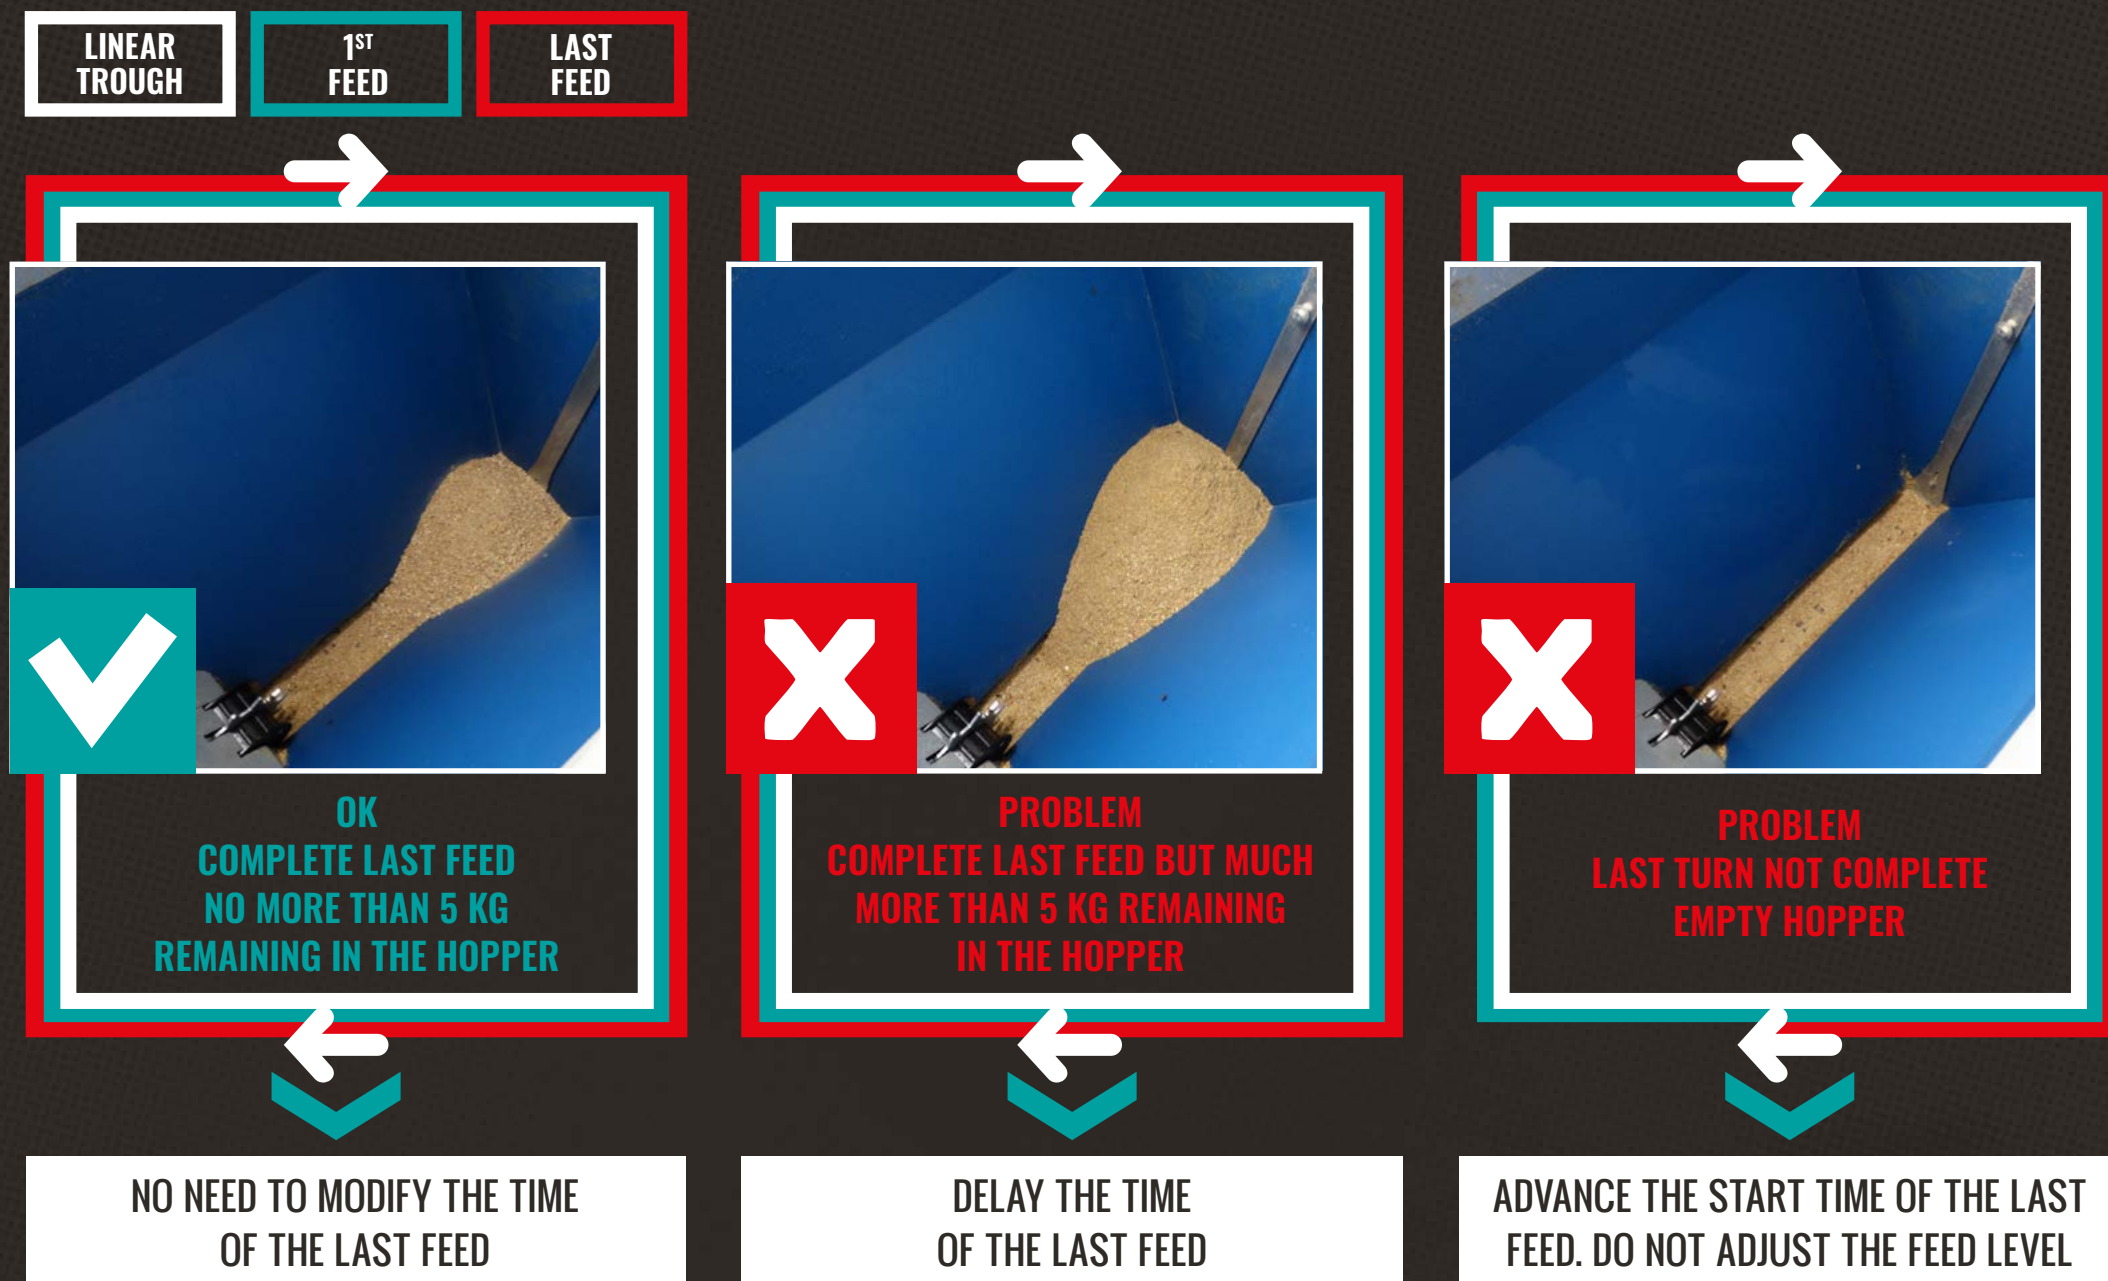 LINEAR
TROUGH
1ST
FEED
LAST
FEED
OK
COMPLETE LAST FEED
NO MORE THAN 5 KG
REMAINING IN THE HOPPER
PROBLEM
COMPLETE LAST FEED BUT MUCH
MORE THAN 5 KG REMAINING
IN THE HOPPER
PROBLEM
LAST TURN NOT COMPLETE
EMPTY HOPPER
NO NEED TO MODIFY THE TIME
OF THE LAST FEED
DELAY THE TIME
OF THE LAST FEED
ADVANCE THE START TIME OF THE LAST
FEED. DO NOT ADJUST THE FEED LEVEL